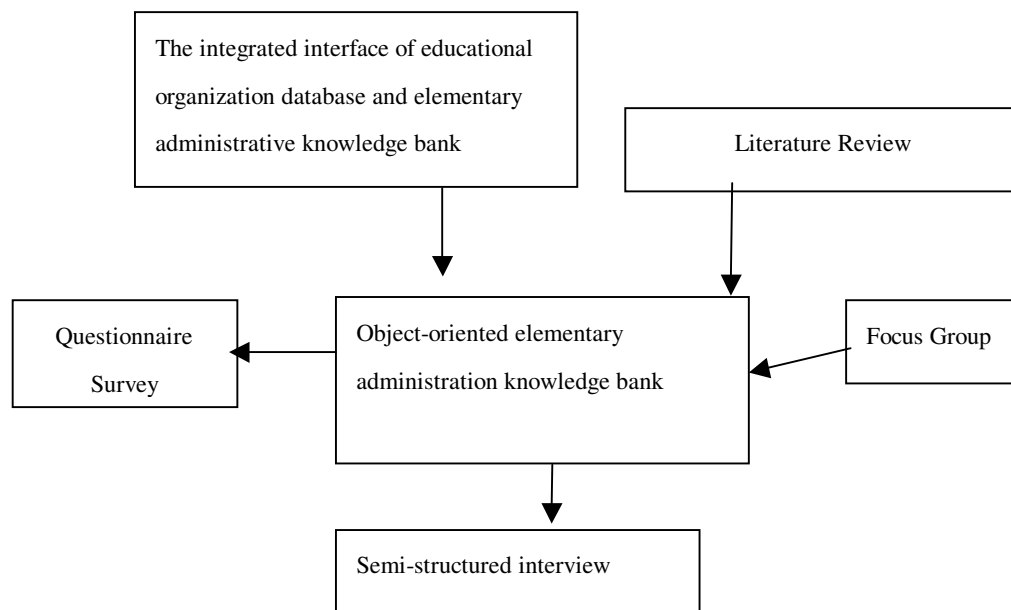 The integrated interface of educational
organization database and elementary
administrative knowledge bank
Literature Review
Questionnaire
Survey
Object-oriented elementary
administration knowledge bank
Focus Group
Semi-structured interview